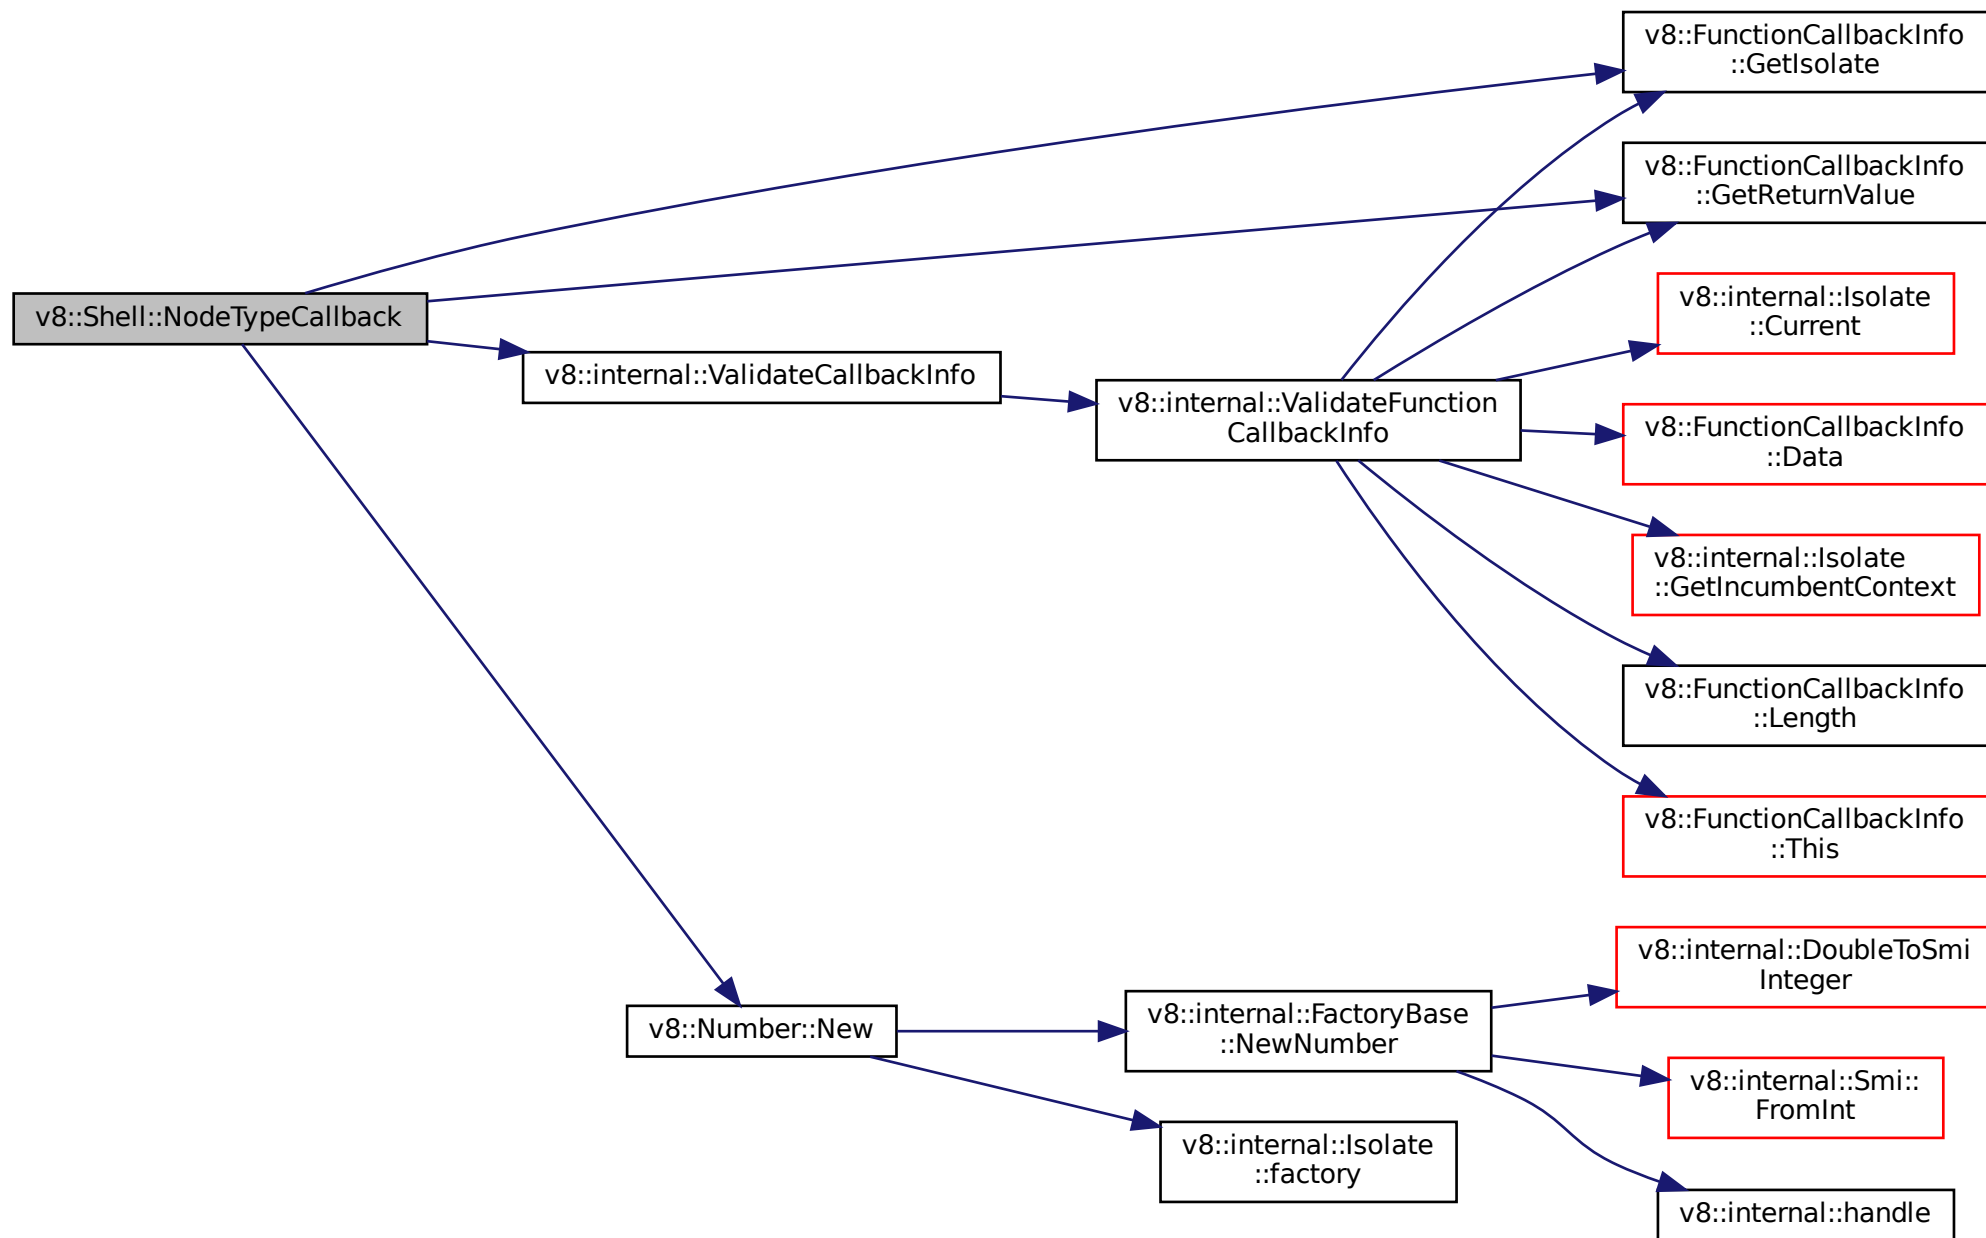 v8::FunctionCallbackInfo
::GetIsolate
v8::FunctionCallbackInfo
::GetReturnValue
v8::internal::Isolate
::Current
v8::Shell::NodeTypeCallback
v8::internal::ValidateCallbackInfo
v8::internal::ValidateFunction
CallbackInfo
v8::FunctionCallbackInfo
::Data
v8::internal::Isolate
::GetIncumbentContext
v8::FunctionCallbackInfo
::Length
v8::FunctionCallbackInfo
::This
v8::internal::DoubleToSmi
Integer
v8::Number::New
v8::internal::FactoryBase
::NewNumber
v8::internal::Smi::
FromInt
v8::internal::Isolate
::factory
v8::internal::handle